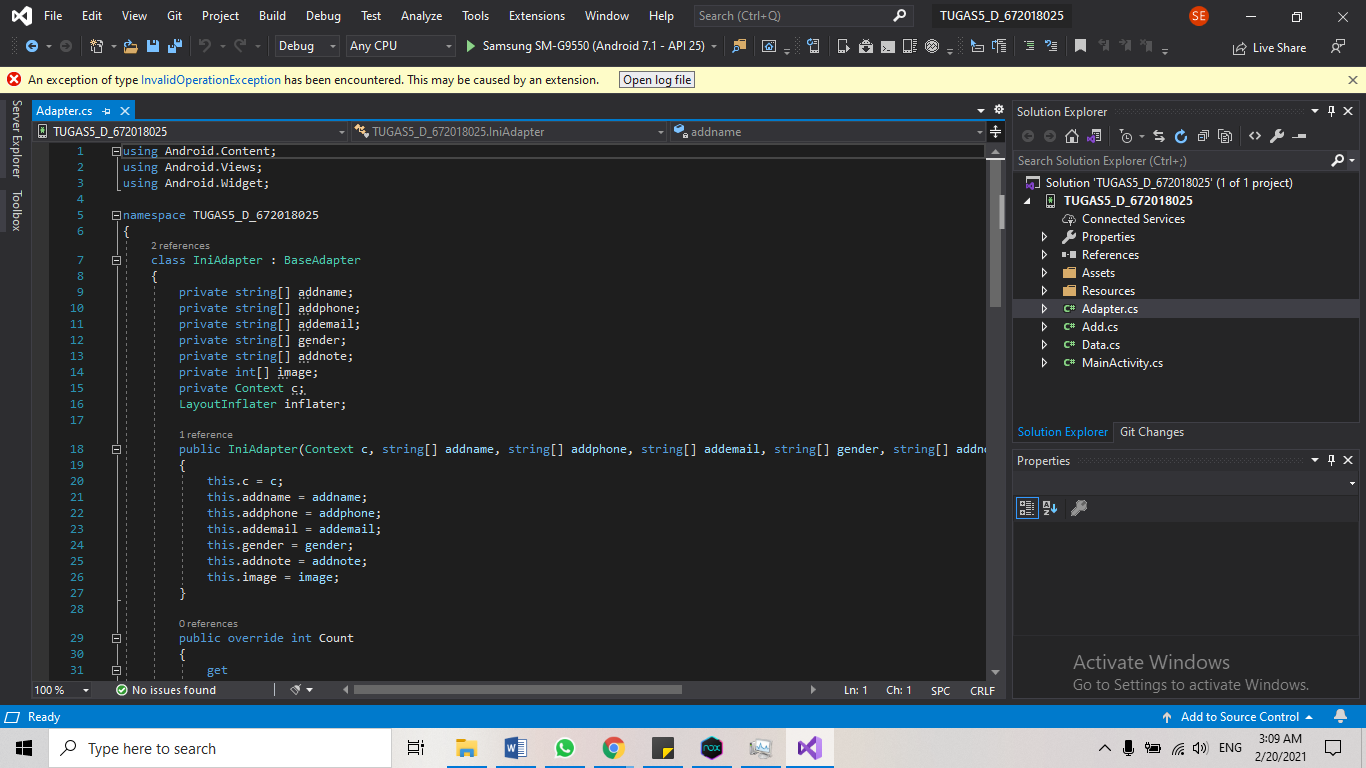 File Edit View Git Project Build Debug Test Analyze Tools Extensions Window Help Search (Ctrl+Q) TUGAS5_D_672018025 SE
Debug Any CPU Samsung SM-G9550 (Android 7.1 - API 25) Live Share
An exception of type InvalidOperationException has been encountered. This may be caused by an extension. Open log file
Server Explorer
Toolbox
Adapter.cs
TUGAS5_D_672018025 TUGAS5_D_672018025.IniAdapter addname
1 using Android.Content;
2 using Android.Views;
3 using Android.Widget;
4
5 namespace TUGAS5_D_672018025
6 {
2 references
7 class IniAdapter : BaseAdapter
8 {
9 private string[] addname;
10 private string[] addphone;
11 private string[] addemail;
12 private string[] gender;
13 private string[] addnote;
14 private int[] image;
15 private Context c;
16 LayoutInflater inflater;
17
1 reference
18 public IniAdapter(Context c, string[] addname, string[] addphone, string[] addemail, string[] gender, string[] addno
19 {
20 this.c = c;
21 this.addname = addname;
22 this.addphone = addphone;
23 this.addemail = addemail;
24 this.gender = gender;
25 this.addnote = addnote;
26 this.image = image;
27 }
28
0 references
29 public override int Count
30 {
31 get
100 % No issues found Ln: 1 Ch: 1 SPC CRLF
Solution Explorer
Search Solution Explorer (Ctrl+;)
Solution 'TUGAS5_D_672018025' (1 of 1 project)
TUGAS5_D_672018025
Connected Services
Properties
References
Assets
Resources
Adapter.cs
Add.cs
Data.cs
MainActivity.cs
Solution Explorer Git Changes
Properties
Activate Windows
Go to Settings to activate Windows.
Ready Add to Source Control
Type here to search ENG 3:09 AM
2/20/2021